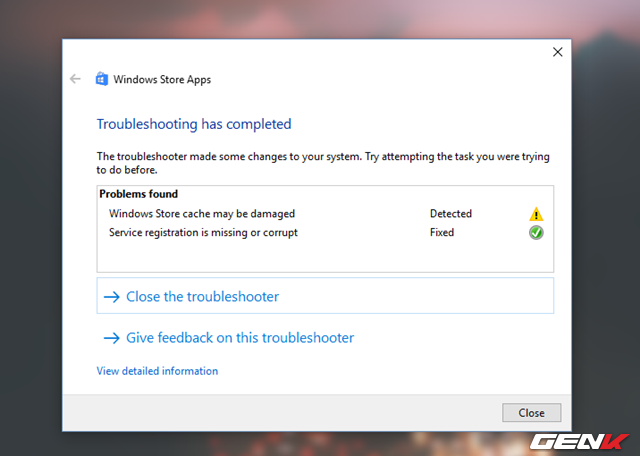 Windows Store Apps
Troubleshooting has completed
The troubleshooter made some changes to your system. Try attempting the task you were trying
to do before.
Problems found
Windows Store cache may be damaged Detected
Service registration is missing or corrupt Fixed
Close the troubleshooter
Give feedback on this troubleshooter
View detailed information
Close
GENK